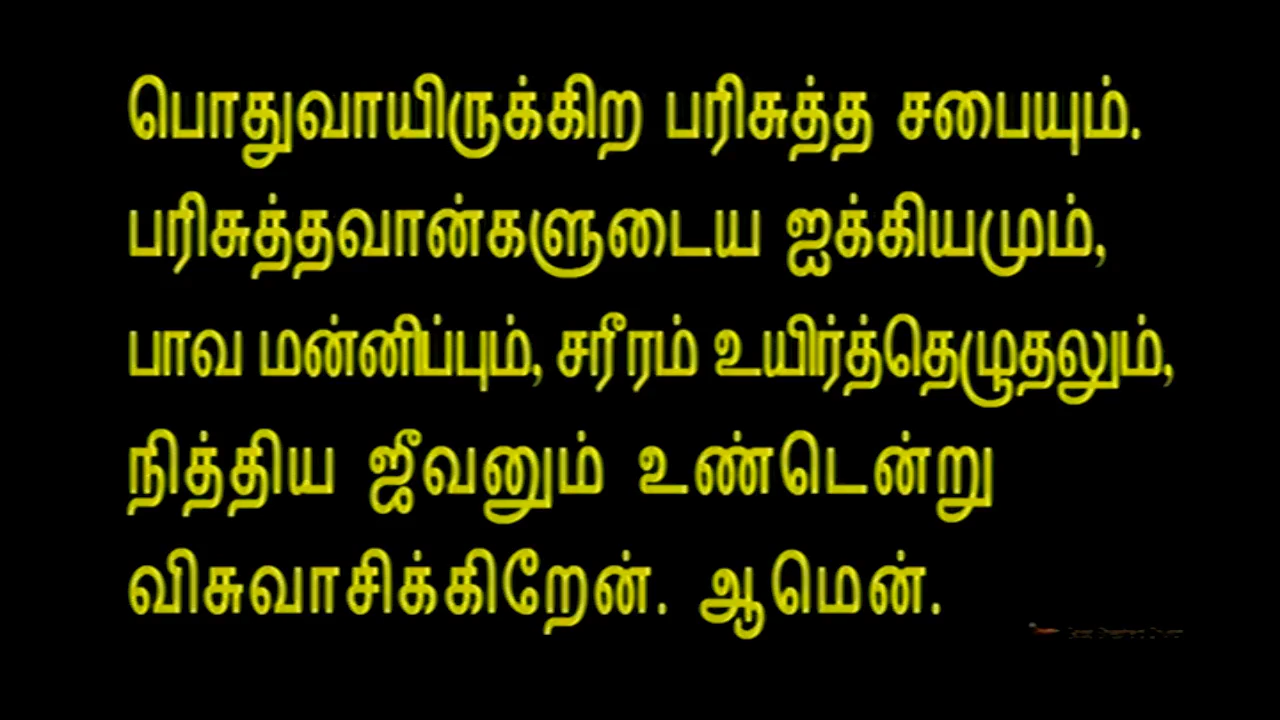 பொதுவாயிருக்கிற பரிசுத்த சபையும்.
பரிசுத்தவான்களுடைய ஐக்கியமும்,
பாவ மன்னிப்பும், சரீரம் உயிர்த்தெழுதலும்,
நித்திய ஜீவனும் உண்டென்று
விசுவாசிக்கிறேன். ஆமென்.